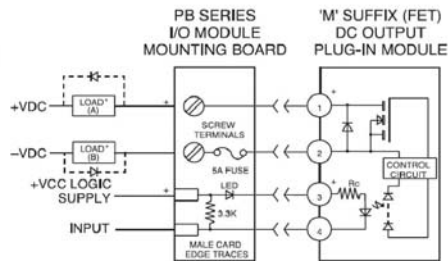 PB SERIES
I/O MODULE
MOUNTING BOARD
'M' SUFFIX (FET)
DC OUTPUT
PLUG-IN MODULE
+VDC
LOAD*
(A)
+
SCREW
TERMINALS
1
+
–VDC
LOAD*
(B)
5A FUSE
2
CONTROL
CIRCUIT
+VCC LOGIC
SUPPLY
+
LED
3
+
Rc
3.3K
INPUT
4
MALE CARD
EDGE TRACES